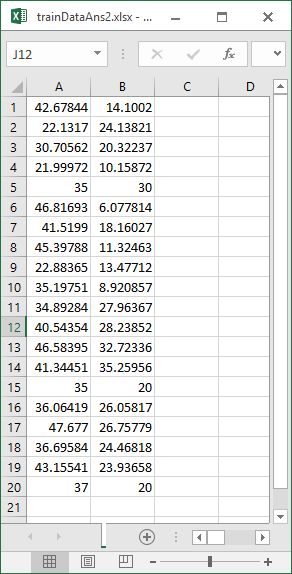 trainDataAns2.xlsx - ...
J12
fx
A B C D
1 42.67844 14.1002
2 22.1317 24.13821
3 30.70562 20.32237
4 21.99972 10.15872
5 35 30
6 46.81693 6.077814
7 41.5199 18.16027
8 45.39788 11.32463
9 22.88365 13.47712
10 35.19751 8.920857
11 34.89284 27.96367
12 40.54354 28.23852
13 46.58395 32.72336
14 41.34451 35.25956
15 35 20
16 36.06419 26.05817
17 47.677 26.75779
18 36.69584 24.46818
19 43.15541 23.93658
20 37 20
21